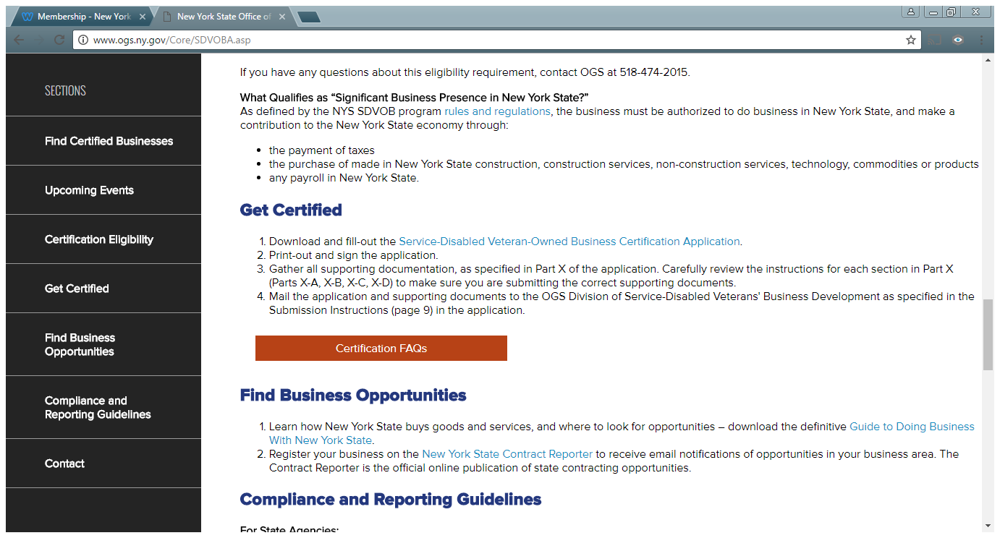 Membership - New York
New York State Office of
www.ogs.ny.gov/Core/SDVOBA.asp
SECTIONS
Find Certified Businesses
Upcoming Events
Certification Eligibility
Get Certified
Find Business
Opportunities
Compliance and
Reporting Guidelines
Contact
If you have any questions about this eligibility requirement, contact OGS at 518-474-2015.
What Qualifies as “Significant Business Presence in New York State?”
As defined by the NYS SDVOB program rules and regulations, the business must be authorized to do business in New York State, and make a
contribution to the New York State economy through:
• the payment of taxes
• the purchase of made in New York State construction, construction services, non-construction services, technology, commodities or products
• any payroll in New York State.
Get Certified
1. Download and fill-out the Service-Disabled Veteran-Owned Business Certification Application.
2. Print-out and sign the application.
3. Gather all supporting documentation, as specified in Part X of the application. Carefully review the instructions for each section in Part X
(Parts X-A, X-B, X-C, X-D) to make sure you are submitting the correct supporting documents.
4. Mail the application and supporting documents to the OGS Division of Service-Disabled Veterans' Business Development as specified in the
Submission Instructions (page 9) in the application.
Certification FAQs
Find Business Opportunities
1. Learn how New York State buys goods and services, and where to look for opportunities – download the definitive Guide to Doing Business
With New York State.
2. Register your business on the New York State Contract Reporter to receive email notifications of opportunities in your business area. The
Contract Reporter is the official online publication of state contracting opportunities.
Compliance and Reporting Guidelines
For State Agencies: